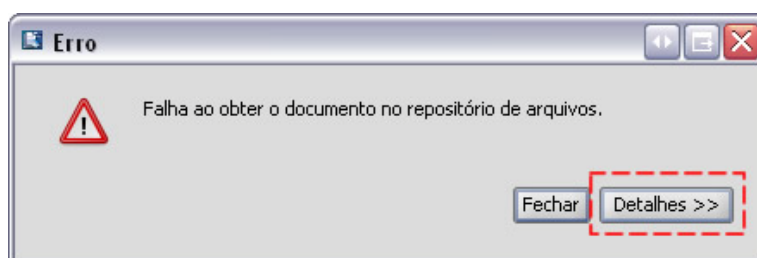 Erro
Falha ao obter o documento no repositório de arquivos.
Fechar
Detalhes >>